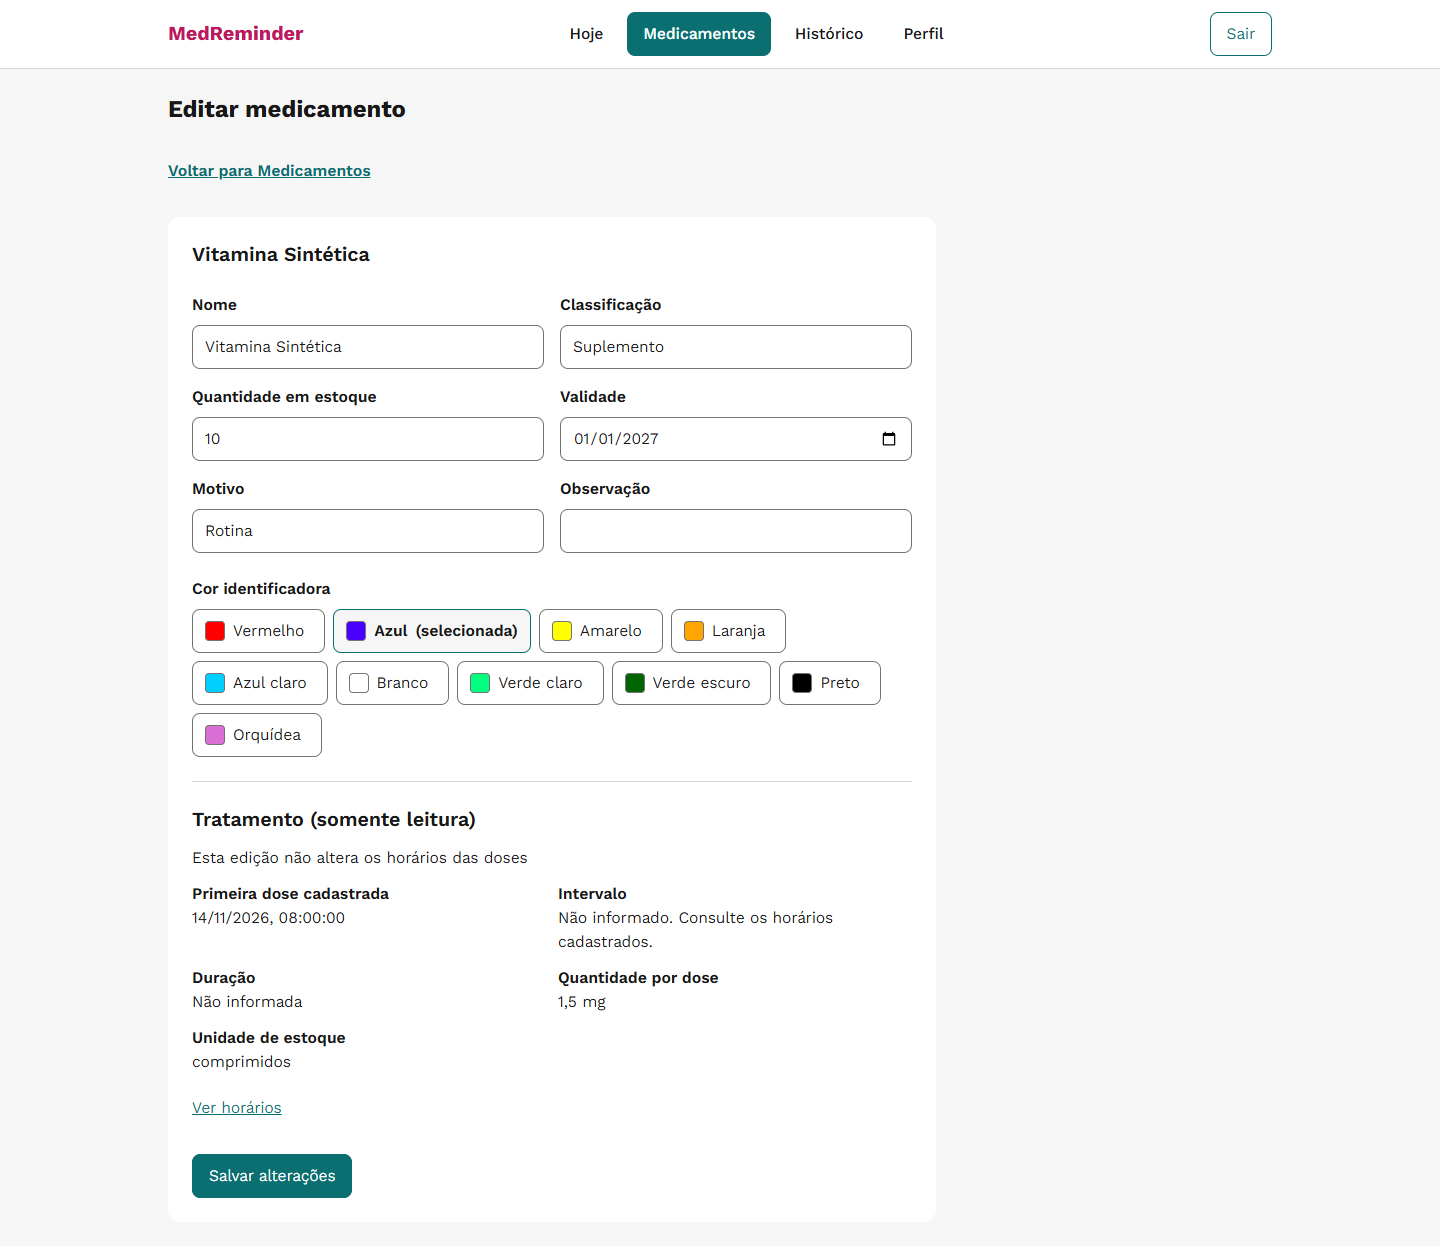 MedReminder
Hoje
Medicamentos
Histórico
Perfil
Sair
Editar medicamento
Voltar para Medicamentos
Vitamina Sintética
Nome
Classificação
Vitamina Sintética
Suplemento
Quantidade em estoque
Validade
10
01/01/2027
Motivo
Observação
Rotina
Cor identificadora
Vermelho
Azul (selecionada)
Amarelo
Laranja
Azul claro
Branco
Verde claro
Verde escuro
Preto
Orquídea
Tratamento (somente leitura)
Esta edição não altera os horários das doses
Primeira dose cadastrada
14/11/2026, 08:00:00
Intervalo
Não informado. Consulte os horários
cadastrados.
Duração
Não informada
Quantidade por dose
1,5 mg
Unidade de estoque
comprimidos
Ver horários
Salvar alterações